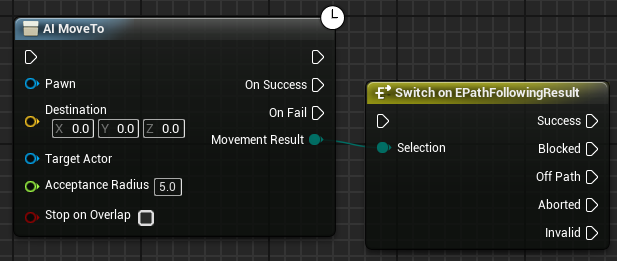 AI MoveTo
Pawn
On Success
Destination
X 0.0 Y 0.0 Z 0.0
On Fail
Movement Result
Target Actor
Acceptance Radius 5.0
Stop on Overlap
Switch on EPathFollowingResult
Success
Selection
Blocked
Off Path
Aborted
Invalid